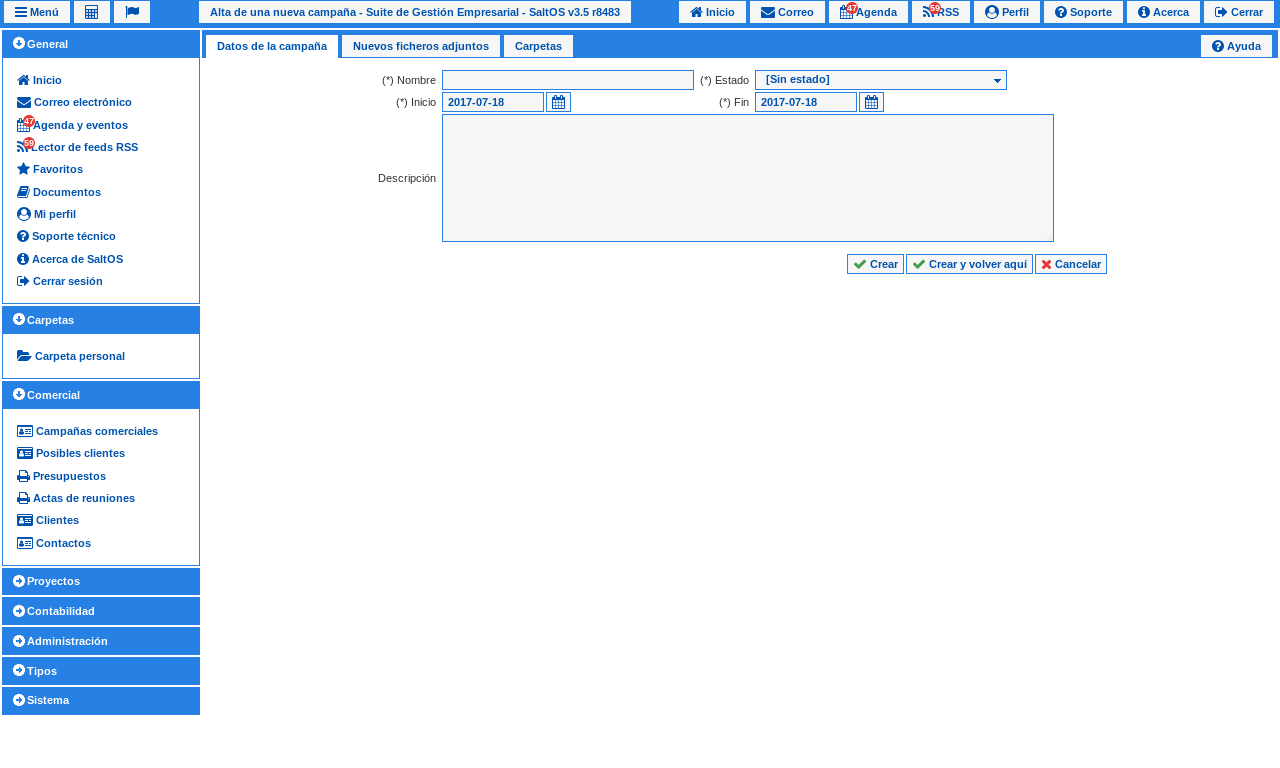 Menú
Alta de una nueva campaña - Suite de Gestión Empresarial - SaltOS v3.5 r8483
Inicio
Correo
47 Agenda
59 RSS
Perfil
Soporte
Acerca
Cerrar
General
Inicio
Correo electrónico
47 Agenda y eventos
59 Lector de feeds RSS
Favoritos
Documentos
Mi perfil
Soporte técnico
Acerca de SaltOS
Cerrar sesión
Carpetas
Carpeta personal
Comercial
Campañas comerciales
Posibles clientes
Presupuestos
Actas de reuniones
Clientes
Contactos
Proyectos
Contabilidad
Administración
Tipos
Sistema
Datos de la campaña
Nuevos ficheros adjuntos
Carpetas
Ayuda
(*) Nombre
(*) Estado [Sin estado]
(*) Inicio 2017-07-18
(*) Fin 2017-07-18
Descripción
Crear
Crear y volver aquí
Cancelar